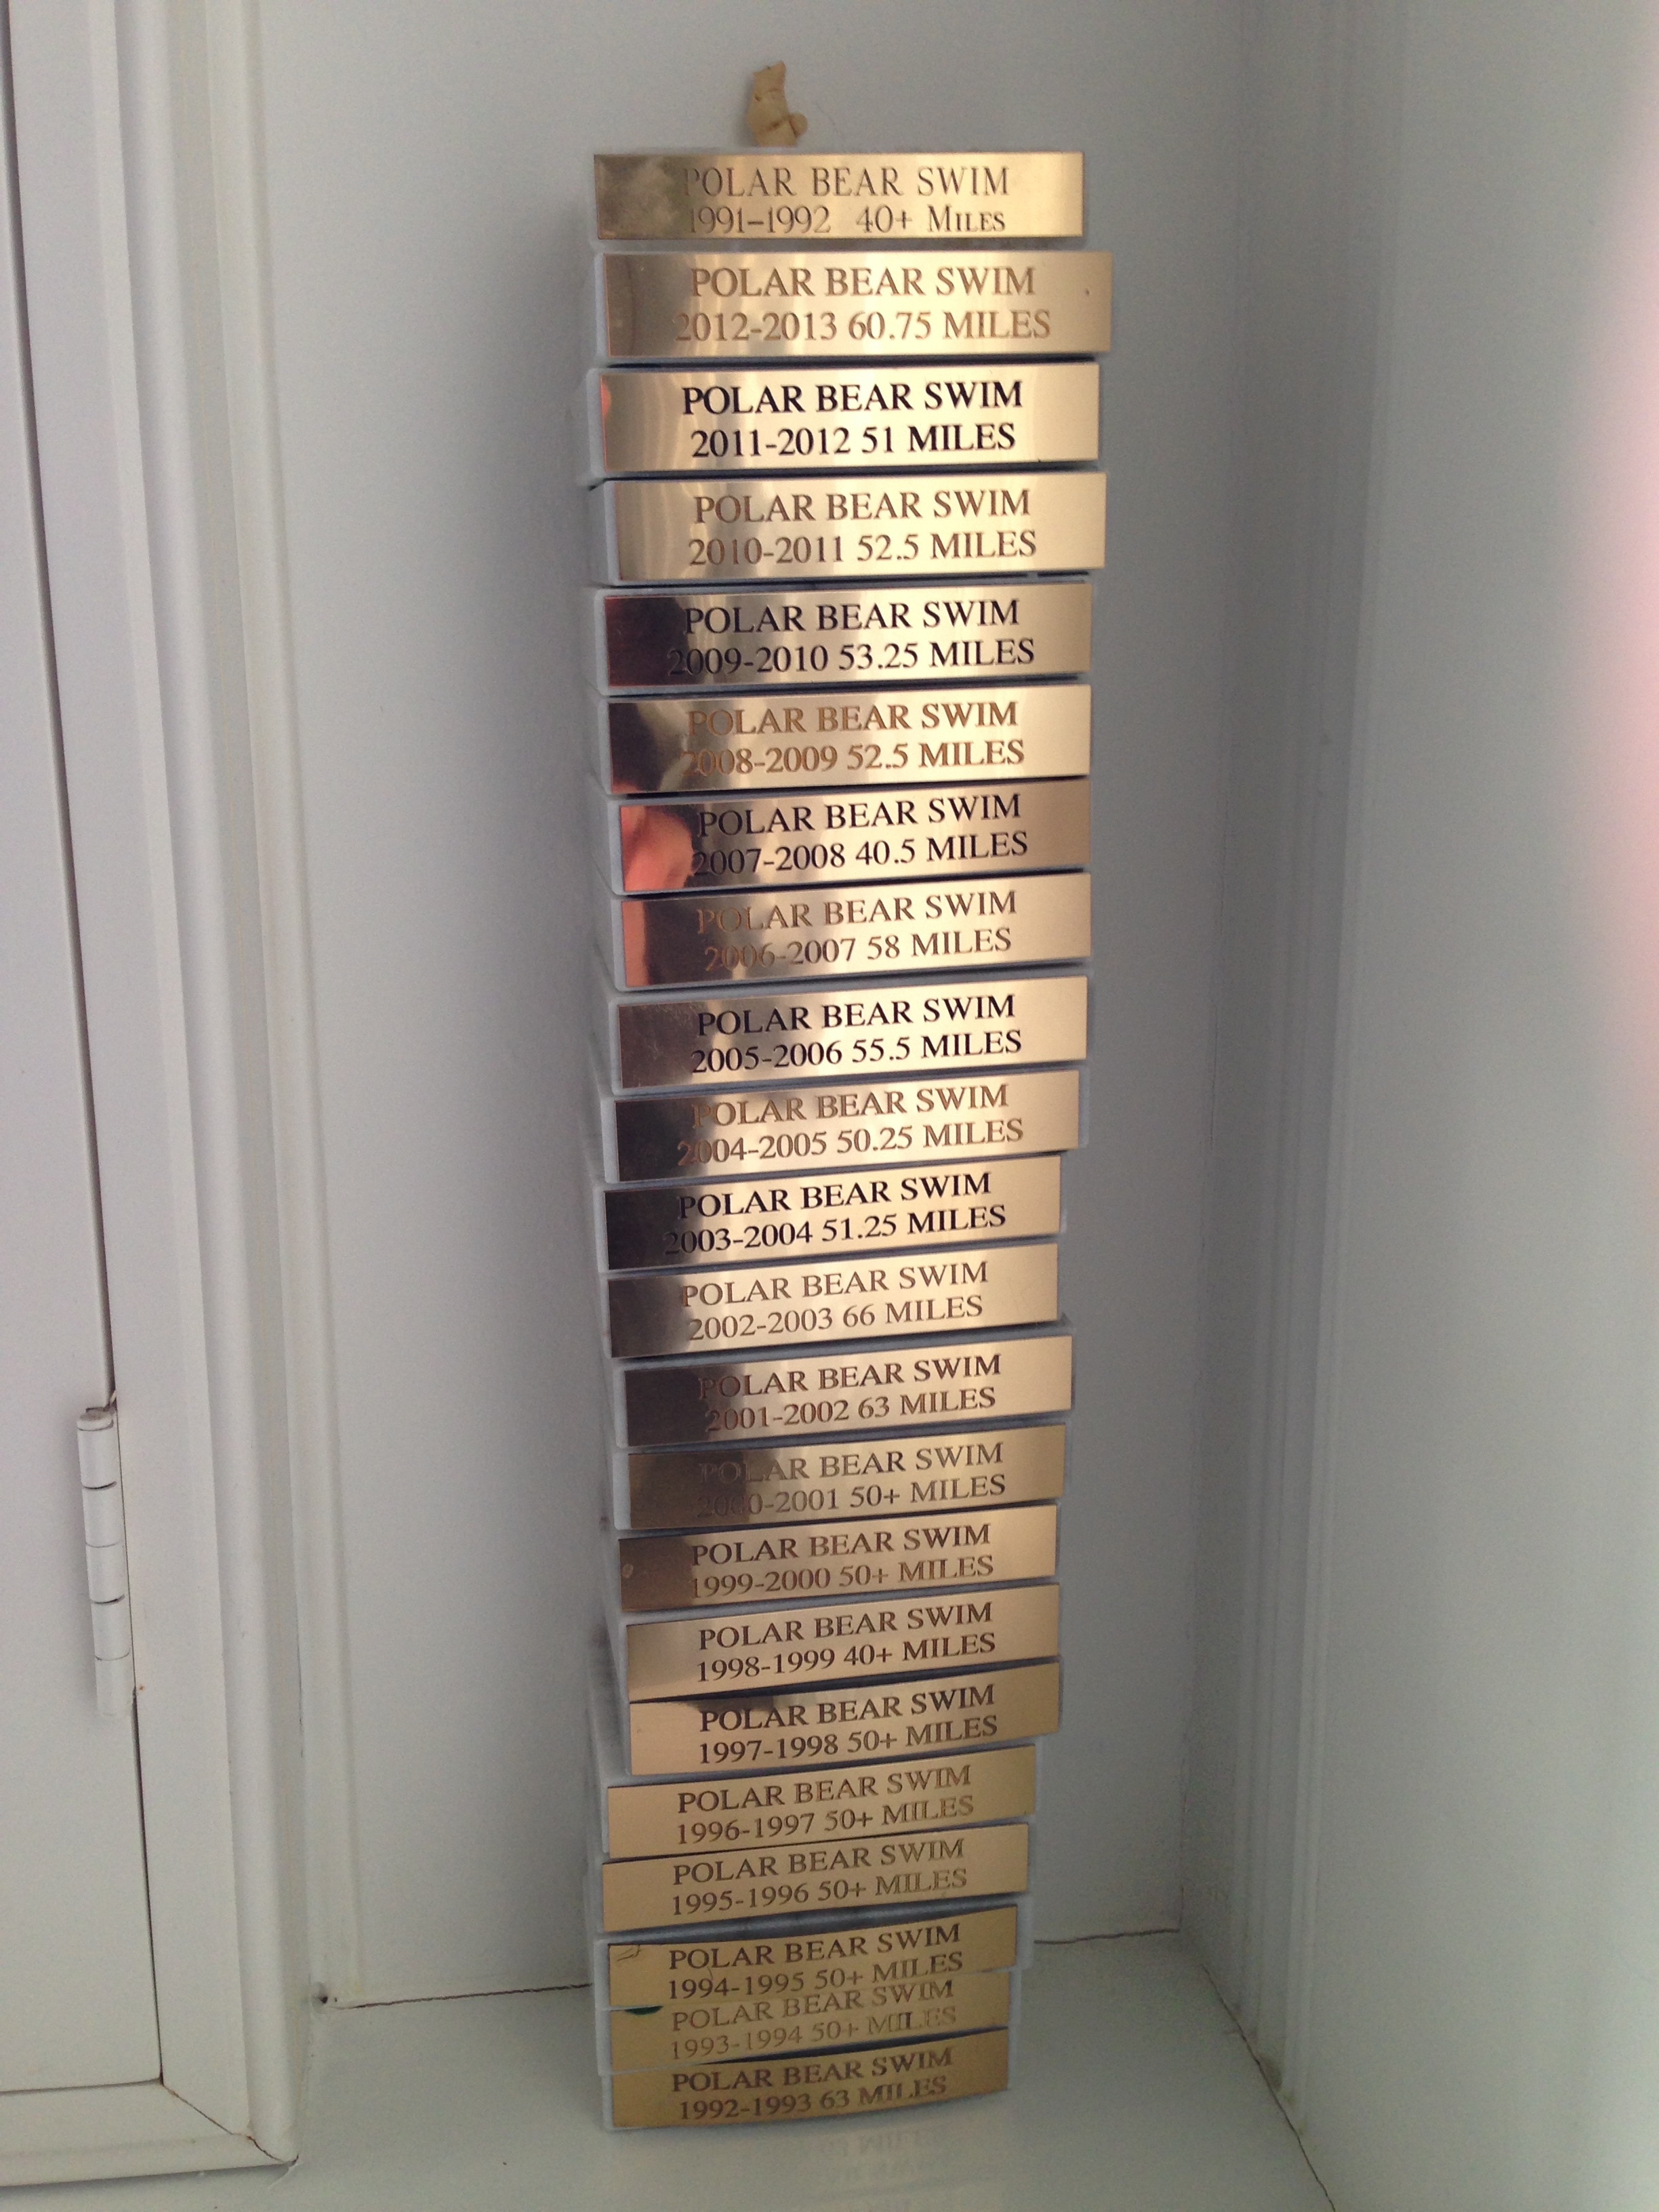 POLAR BEAR SWIM
1991–1992 40+ MILES
POLAR BEAR SWIM
2012-2013 60.75 MILES
POLAR BEAR SWIM
2011-2012 51 MILES
POLAR BEAR SWIM
2010-2011 52.5 MILES
POLAR BEAR SWIM
2009-2010 53.25 MILES
POLAR BEAR SWIM
2008-2009 52.5 MILES
POLAR BEAR SWIM
2007-2008 40.5 MILES
POLAR BEAR SWIM
2006-2007 58 MILES
POLAR BEAR SWIM
2005-2006 55.5 MILES
POLAR BEAR SWIM
2004-2005 50.25 MILES
POLAR BEAR SWIM
2003-2004 51.25 MILES
POLAR BEAR SWIM
2002-2003 66 MILES
POLAR BEAR SWIM
2001-2002 63 MILES
POLAR BEAR SWIM
2000-2001 50+ MILES
POLAR BEAR SWIM
1999-2000 50+ MILES
POLAR BEAR SWIM
1998-1999 40+ MILES
POLAR BEAR SWIM
1997-1998 50+ MILES
POLAR BEAR SWIM
1996-1997 50+ MILES
POLAR BEAR SWIM
1995-1996 50+ MILES
POLAR BEAR SWIM
1994-1995 50+ MILES
POLAR BEAR SWIM
1993-1994 50+ MILES
POLAR BEAR SWIM
1992-1993 63 MILES